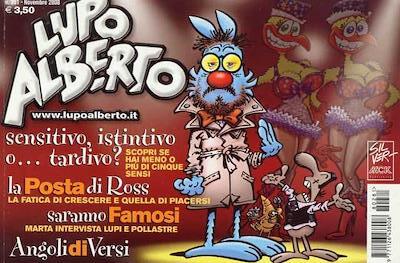 Novembre 2008
€ 3,50
LUPO
ALBERTO
www.lupoalberto.it
sensitivo, istintivo
o... tardivo?
SCOPRI SE
HAI MENO O
PIÙ DI CINQUE
SENSI
la Posta di Ross
LA FATICA DI CRESCERE E QUELLA DI PIACERSI
saranno Famosi
MARTA INTERVISTA LUPI E POLLASTRE
Angoli di Versi
SIL
VER
MCK